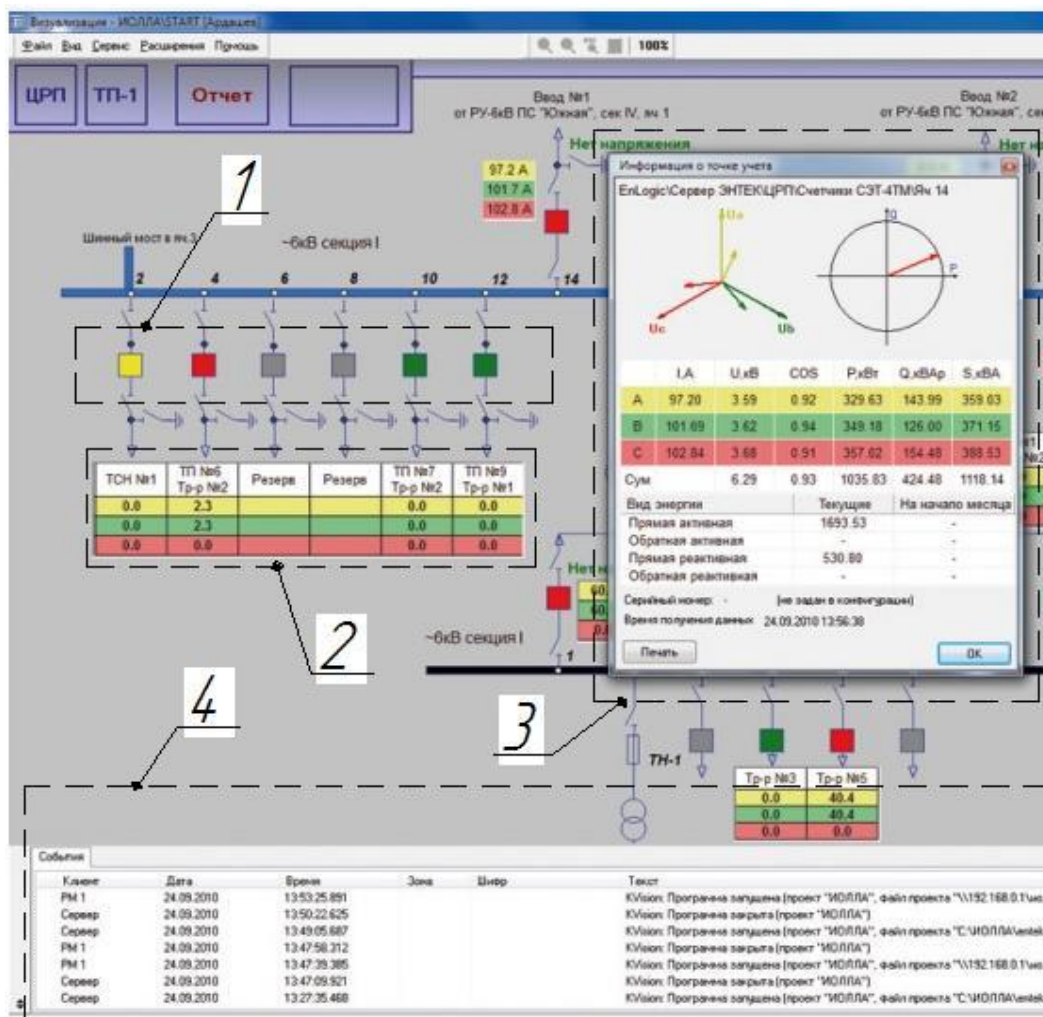 Визуализация - ИОЛЛА\START [Ардашев]
Файл Вид Сервис Расширения Помощь
100%
ЦРП
ТП-1
Отчет
Ввод №1
от РУ-6кВ ПС "Южная", сек IV, яч 1
Ввод №2
от РУ-6кВ ПС "Южная", сек
Нет напряжения
Нет на
97.2 А
101.7 А
102.8 А
1
Шинный мост в яч.3
~6кВ секция I
2 4 6 8 10 12 14
ТСН №1 ТП №6 Тр-р №2 Резерв Резерв ТП №7 Тр-р №2 ТП №9 Тр-р №1
0.0 2.3 0.0 0.0
0.0 2.3 0.0 0.0
0.0 0.0 0.0 0.0
2
Информация о точке учета
EnLogic\Сервер ЭНТЕК\ЦРП\Счетчики СЭТ-4ТМ\Яч 14
Ua
Uc
Ub
Q
P
I,А U,кВ COS P,кВт Q,кВАр S,кВА
A 97.20 3.59 0.92 329.63 143.99 359.03
B 101.69 3.62 0.94 349.18 126.00 371.15
C 102.84 3.68 0.91 357.02 154.48 388.53
Сум 6.29 0.93 1035.83 424.48 1118.14
Вид энергии Текущие На начало месяца
Прямая активная 1693.53 -
Обратная активная - -
Прямая реактивная 530.80 -
Обратная реактивная - -
Серийный номер: - (не задан в конфигурации)
Время получения данных 24.09.2010 13:56:38
Печать
OK
Нет н
~6кВ секция I
1
3
4
ТН-1
Тр-р №3 Тр-р №5
0.0 40.4
0.0 40.4
0.0 0.0
События
Клиент Дата Время Зона Шифр Текст
РМ 1 24.09.2010 13:53:25.891 KVision: Программа запущена (проект "ИОЛЛА", файл проекта "\\192.168.0.1\ио
Сервер 24.09.2010 13:50:22.625 KVision: Программа закрыта (проект "ИОЛЛА")
Сервер 24.09.2010 13:49:05.687 KVision: Программа запущена (проект "ИОЛЛА", файл проекта "C:\ИОЛЛА\entek
РМ 1 24.09.2010 13:47:58.312 KVision: Программа закрыта (проект "ИОЛЛА")
РМ 1 24.09.2010 13:47:39.385 KVision: Программа запущена (проект "ИОЛЛА", файл проекта "\\192.168.0.1\ио
Сервер 24.09.2010 13:47:09.921 KVision: Программа закрыта (проект "ИОЛЛА")
Сервер 24.09.2010 13:27:35.468 KVision: Программа запущена (проект "ИОЛЛА", файл проекта "C:\ИОЛЛА\entek